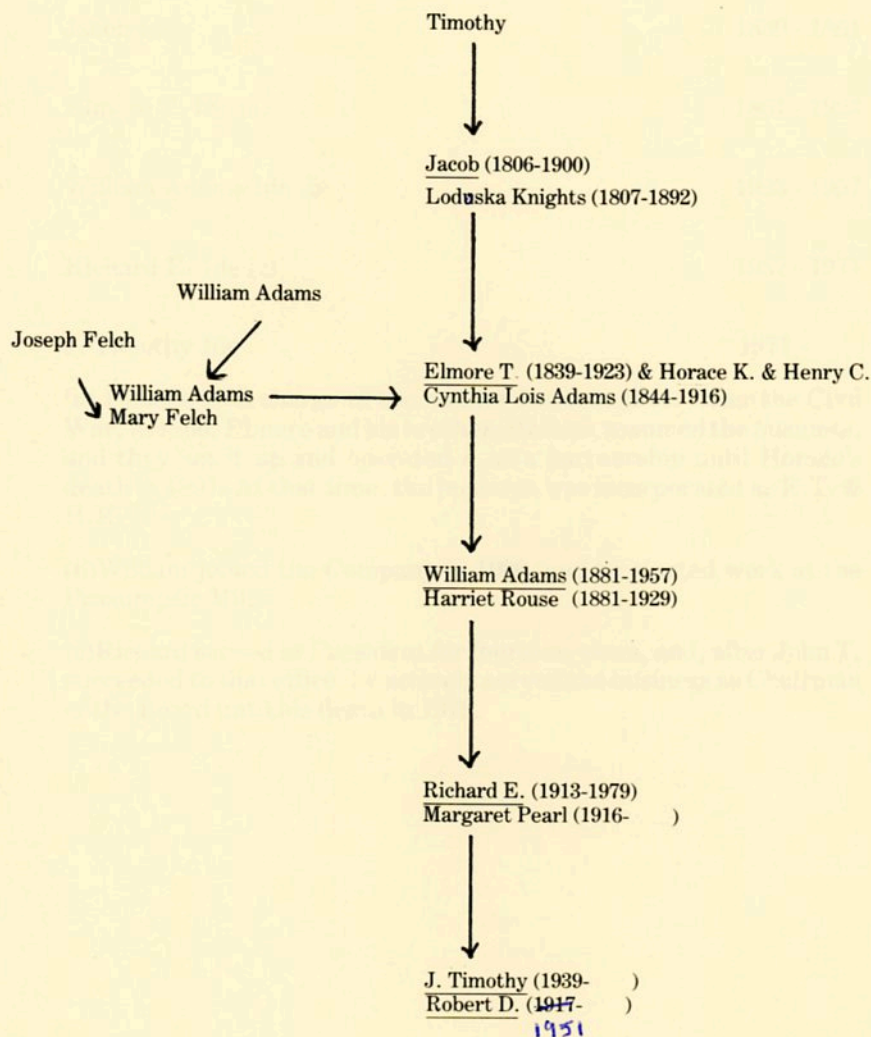 Timothy
Jacob (1806-1900)
Loduska Knights (1807-1892)
William Adams
Joseph Felch
William Adams
Mary Felch
Elmore T. (1839-1923) & Horace K. & Henry C.
Cynthia Lois Adams (1844-1916)
William Adams (1881-1957)
Harriet Rouse (1881-1929)
Richard E. (1913-1979)
Margaret Pearl (1916- )
J. Timothy (1939- )
Robert D. (1917- )
1951